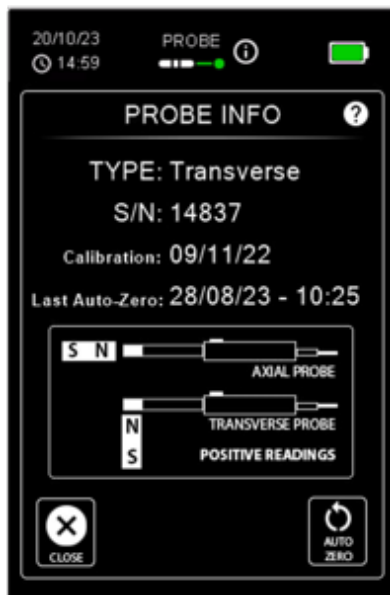 20/10/23 PROBE
14:59
PROBE INFO ?
TYPE: Transverse
S/N: 14837
Calibration: 09/11/22
Last Auto-Zero: 28/08/23 - 10:25
S N
AXIAL PROBE
N TRANSVERSE PROBE
S POSITIVE READINGS
CLOSE
AUTO
ZERO